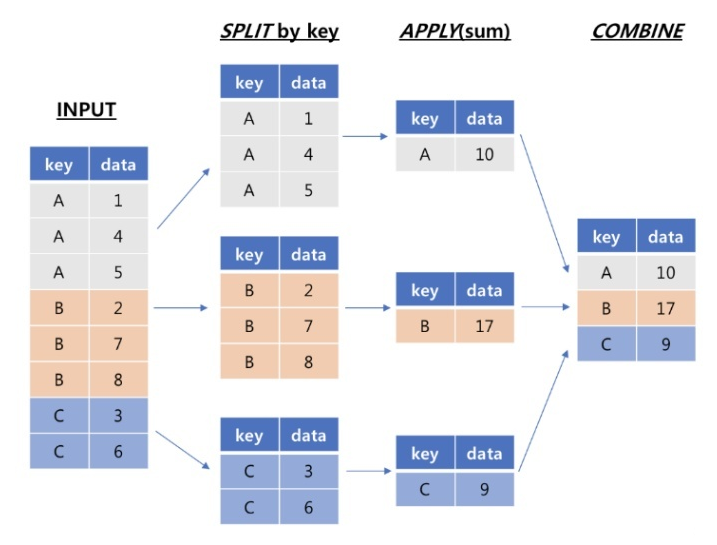 SPLIT by key
APPLY(sum)
COMBINE
INPUT
key data
A 1
A 4
A 5
B 2
B 7
B 8
C 3
C 6
key data
A 1
A 4
A 5
key data
B 2
B 7
B 8
key data
C 3
C 6
key data
A 10
key data
B 17
key data
C 9
key data
A 10
B 17
C 9